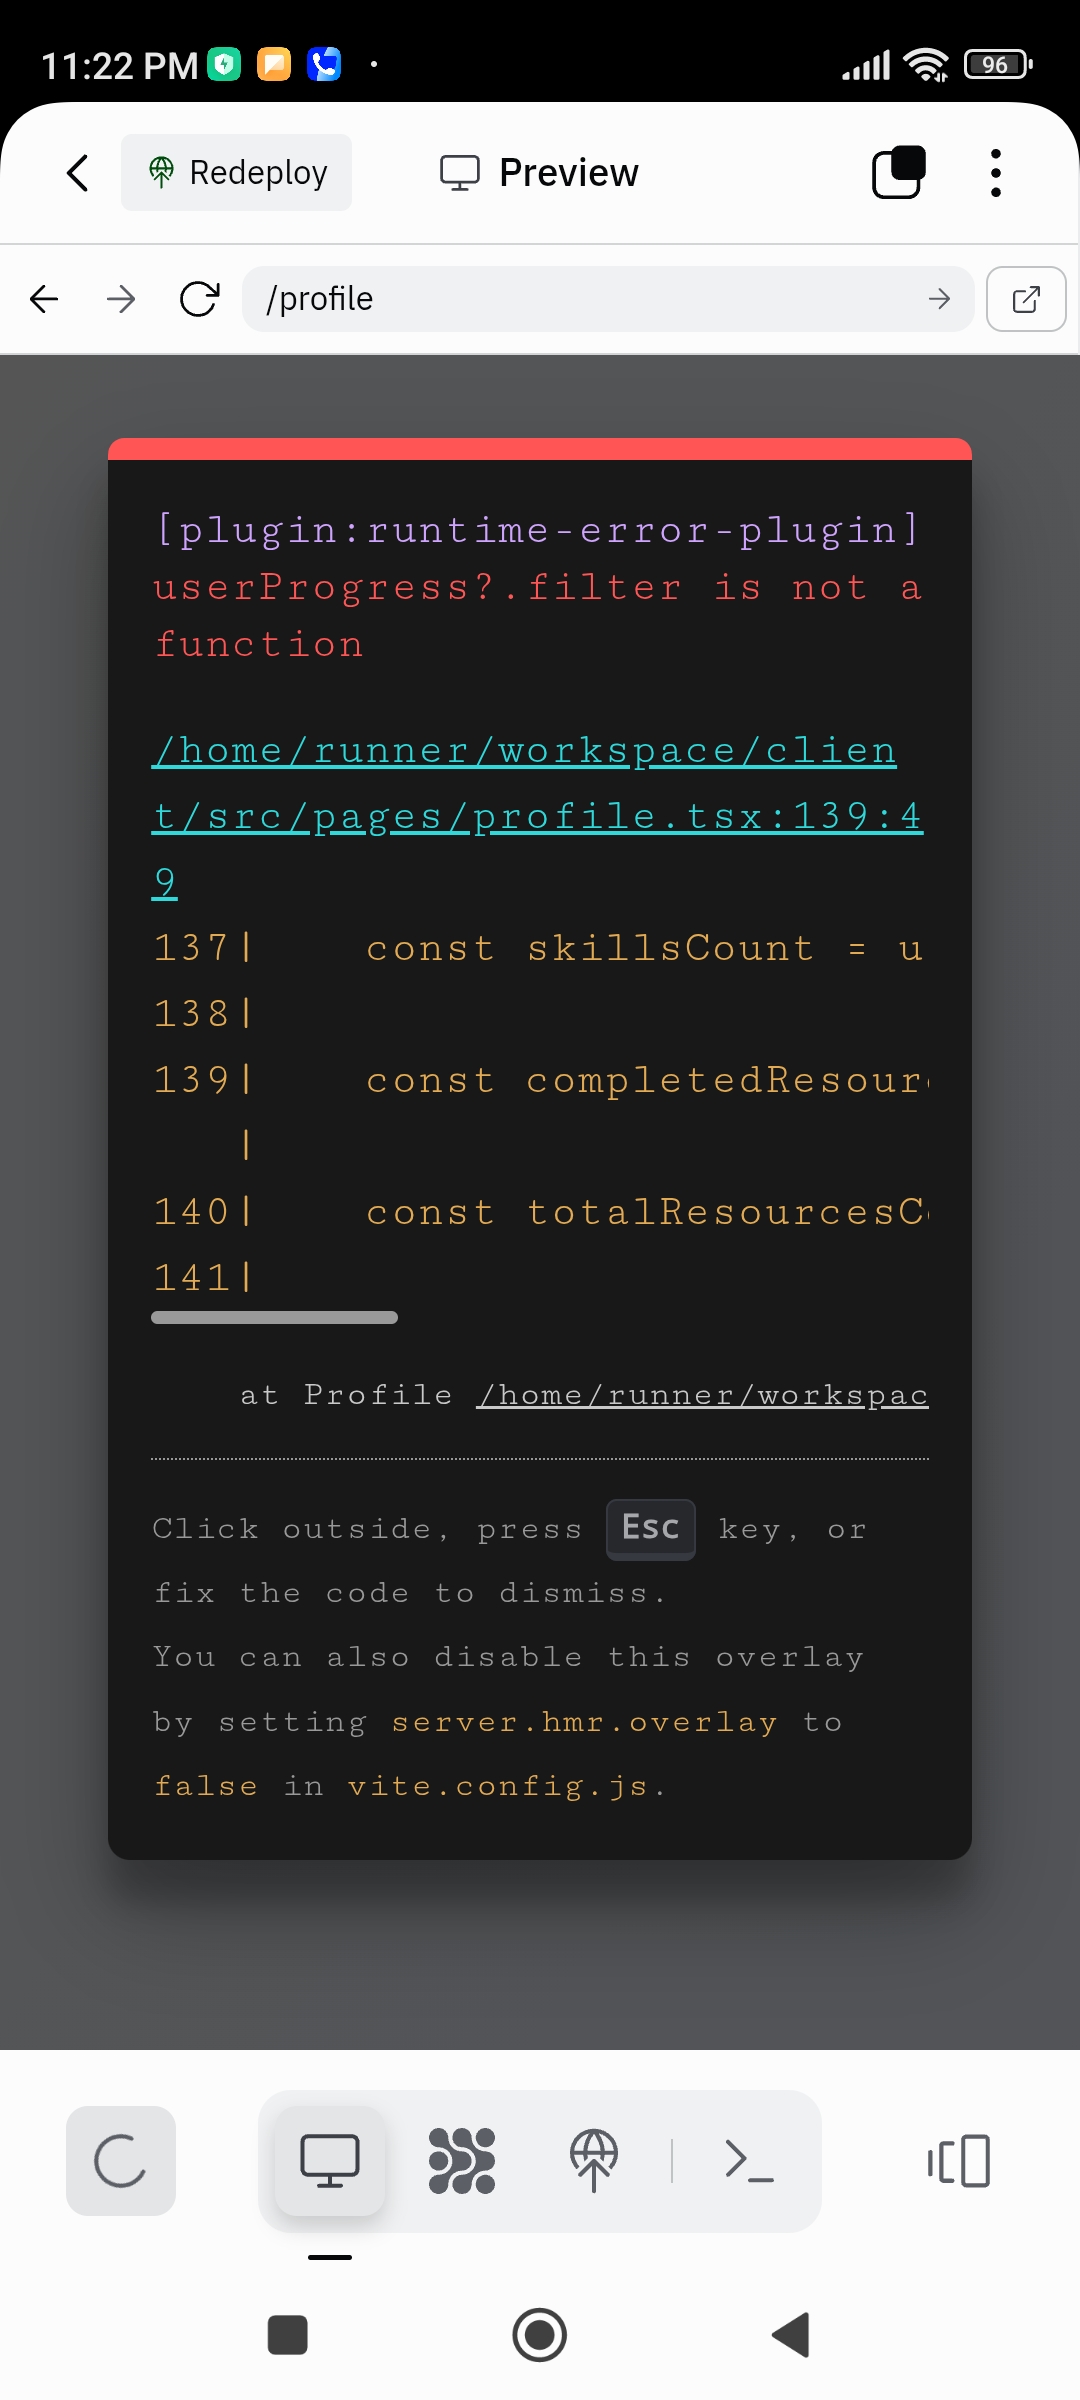 11:22 PM
96
Redeploy
Preview
/profile
[plugin:runtime-error-plugin]
userProgress?.filter is not a
function
/home/runner/workspace/clien
t/src/pages/profile.tsx:139:4
9
137|    const skillsCount = u
138|
139|    const completedResour
|
140|    const totalResourcesC
141|
at Profile /home/runner/workspac
Click outside, press Esc key, or
fix the code to dismiss.
You can also disable this overlay
by setting server.hmr.overlay to
false in vite.config.js.